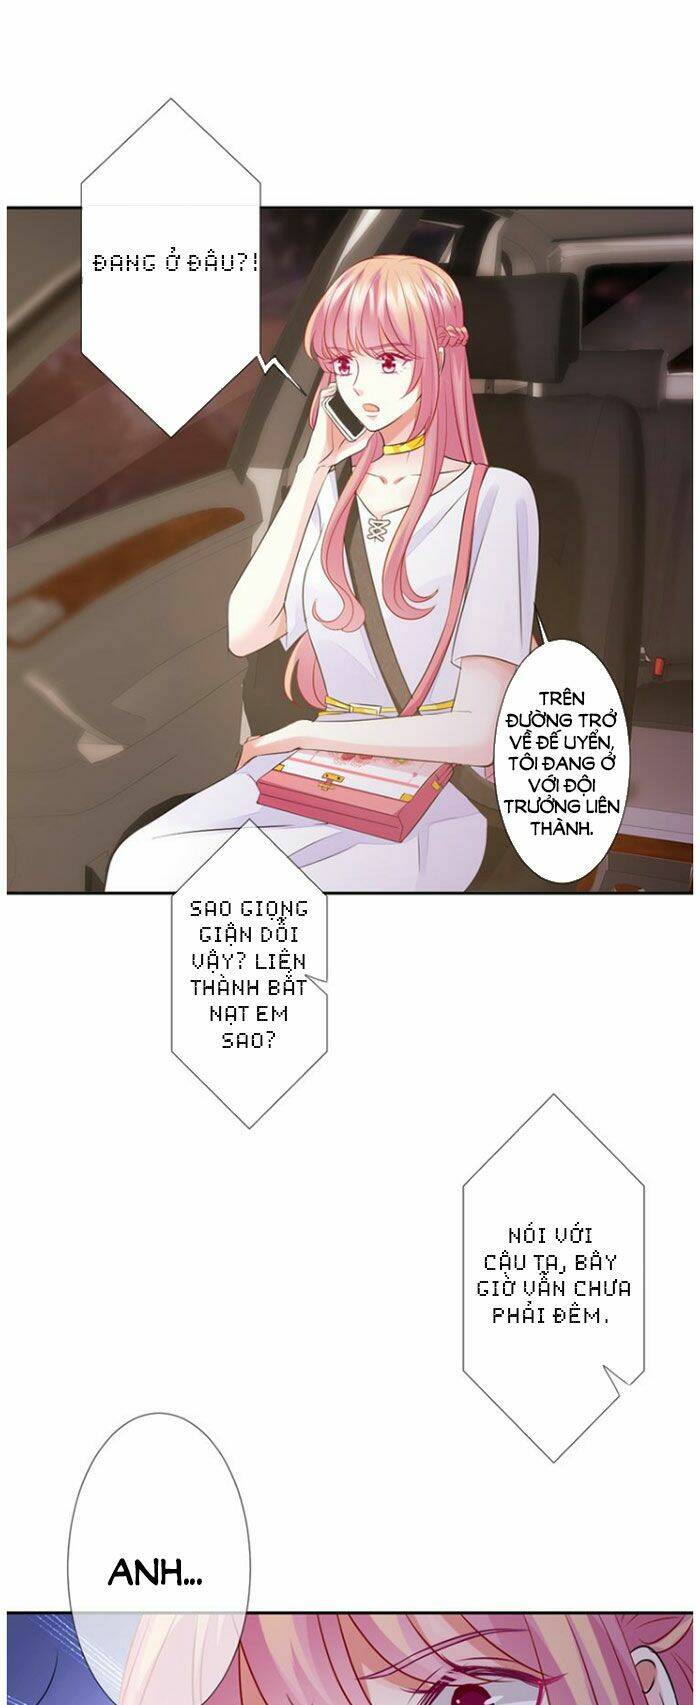 ĐANG Ở ĐÂU?!
TRÊN
ĐƯỜNG TRỞ
VỀ ĐẾ UYỂN,
TÔI ĐANG Ở
VỚI ĐỘI
TRƯỞNG LIÊN
THÀNH.
SAO GIỌNG
GIẬN DỖI
VẬY? LIÊN
THÀNH BẮT
NẠT EM
SAO?
NÓI VỚI
CẬU TA, BÂY
GIỜ VẪN CHƯA
PHẢI ĐÊM.
ANH...